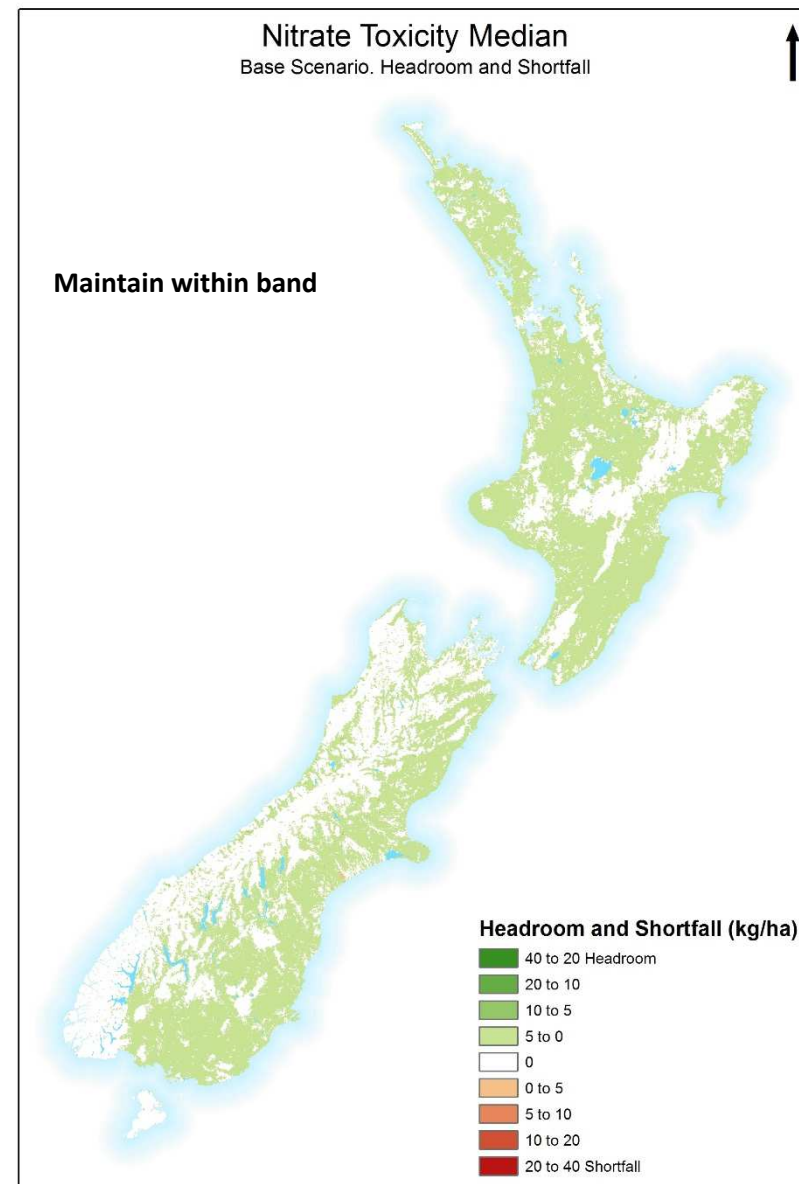 Nitrate Toxicity Median
Base Scenario. Headroom and Shortfall
Maintain within band
Headroom and Shortfall (kg/ha)
40 to 20 Headroom
20 to 10
10 to 5
5 to 0
0
0 to 5
5 to 10
10 to 20
20 to 40 Shortfall